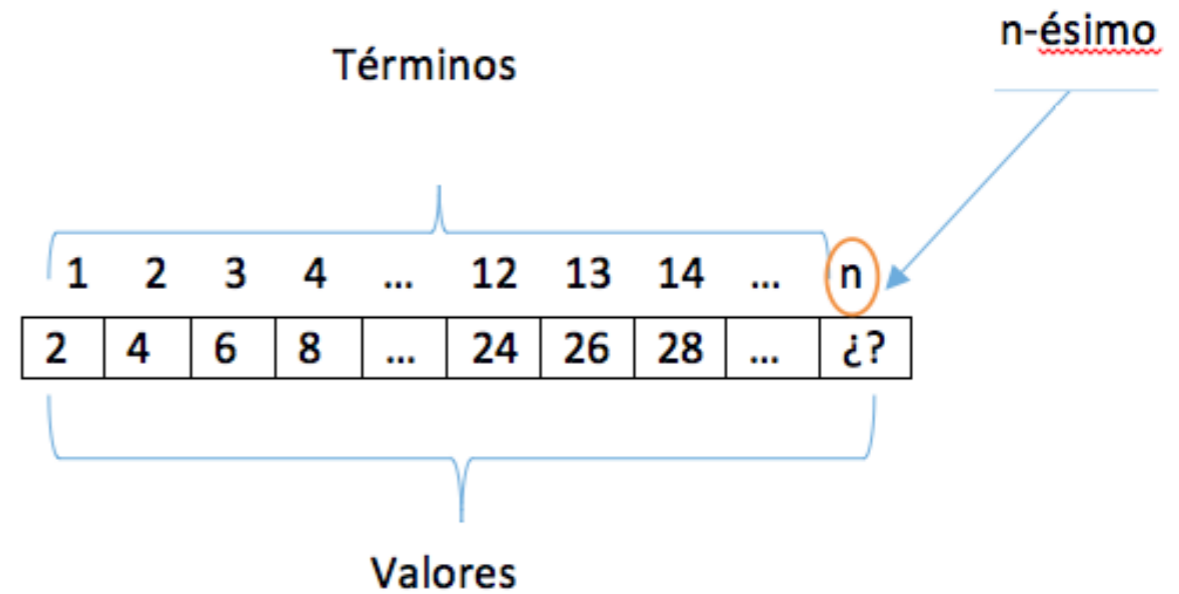 n-ésimo
Términos
1 2 3 4 ... 12 13 14 ... n
2 4 6 8 ... 24 26 28 ... ¿?
Valores